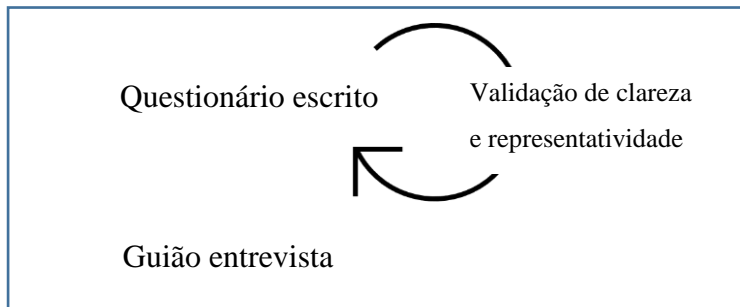 Questionário escrito
Validação de clareza
e representatividade
Guião entrevista